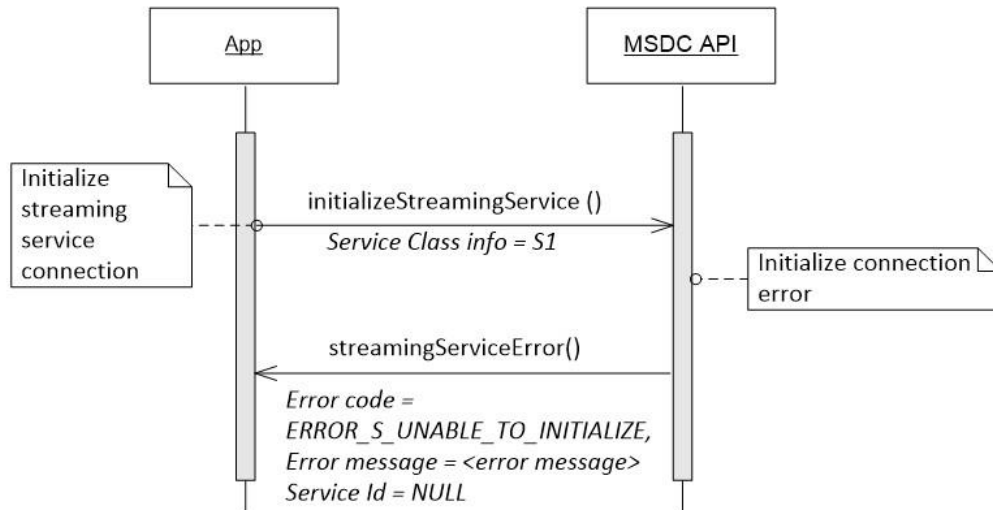 App
MSDC API
Initialize
streaming
service
connection
initializeStreamingService ()
Service Class info = S1
Initialize connection
error
streamingServiceError()
Error code =
ERROR_S_UNABLE_TO_INITIALIZE,
Error message = <error message>
Service Id = NULL